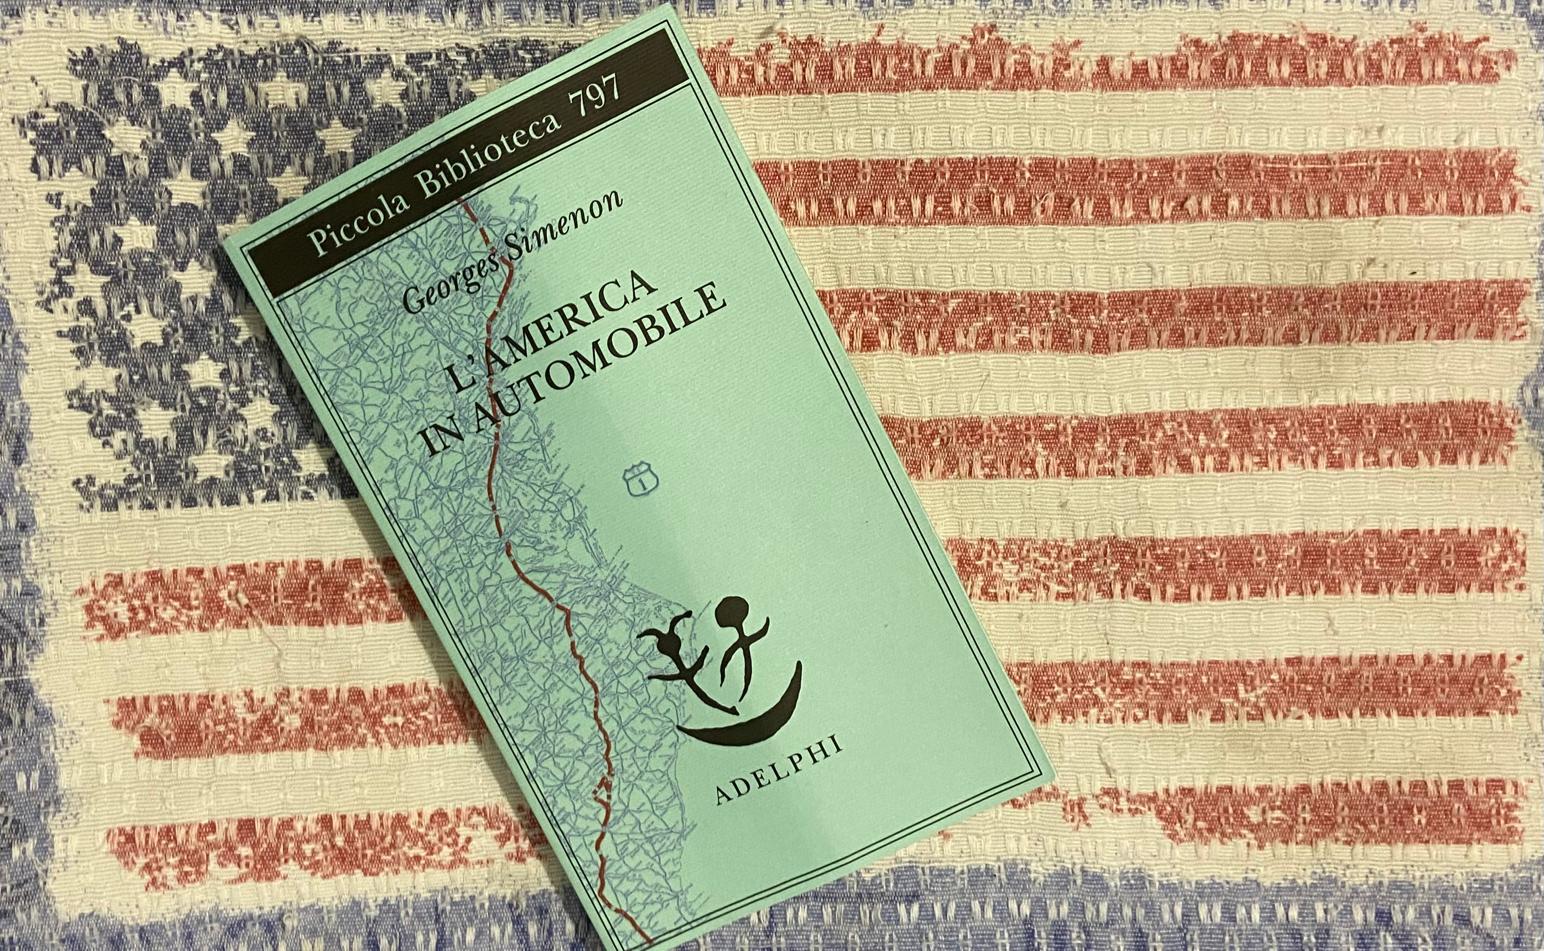 Piccola Biblioteca 797
Georges Simenon
L'AMERICA
IN AUTOMOBILE
1
ADELPHI